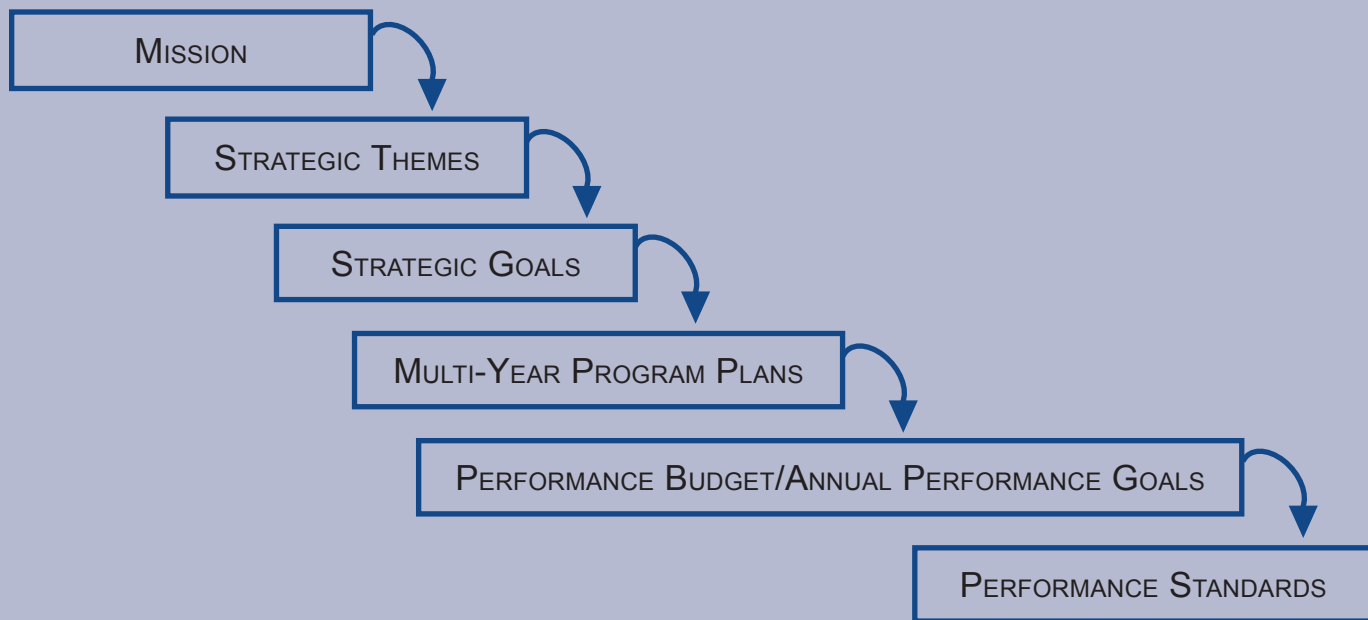 Mission
Strategic Themes
Strategic Goals
Multi-Year Program Plans
Performance Budget/Annual Performance Goals
Performance Standards